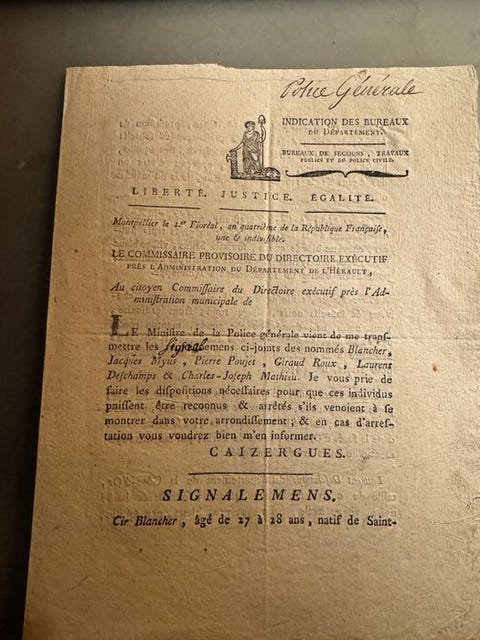 Police Générale
INDICATION DES BUREAUX
DU DÉPARTEMENT.
BUREAUX DE SECOURS, TRAVAUX
PUBLICS ET DE POLICE CIVILE.
LIBERTÉ. JUSTICE. ÉGALITÉ.
Montpellier le 1.er Floréal, an quatrième de la République Française,
une & indivisible.
LE COMMISSAIRE PROVISOIRE DU DIRECTOIRE EXÉCUTIF
PRÈS L'ADMINISTRATION DU DÉPARTEMENT DE L'HÉRAULT,
Au citoyen Commissaire du Directoire exécutif près l'Ad-
ministration municipale de
LE Ministre de la Police générale vient de me trans-
mettre les signalemens ci-joints des nommés Blancher,
Jacques Myus, Pierre Poujet, Giraud Roux, Laurent
Deschamps & Charles-Joseph Mathieu. Je vous prie de
faire les dispositions nécessaires pour que ces individus
puissent être reconnus & arrêtés s'ils venoient à se
montrer dans votre arrondissement; & en cas d'arres-
tation vous voudrez bien m'en informer.
CAIZERGUES.
SIGNALEMENS.
Cir Blancher, âgé de 27 à 28 ans, natif de Saint-